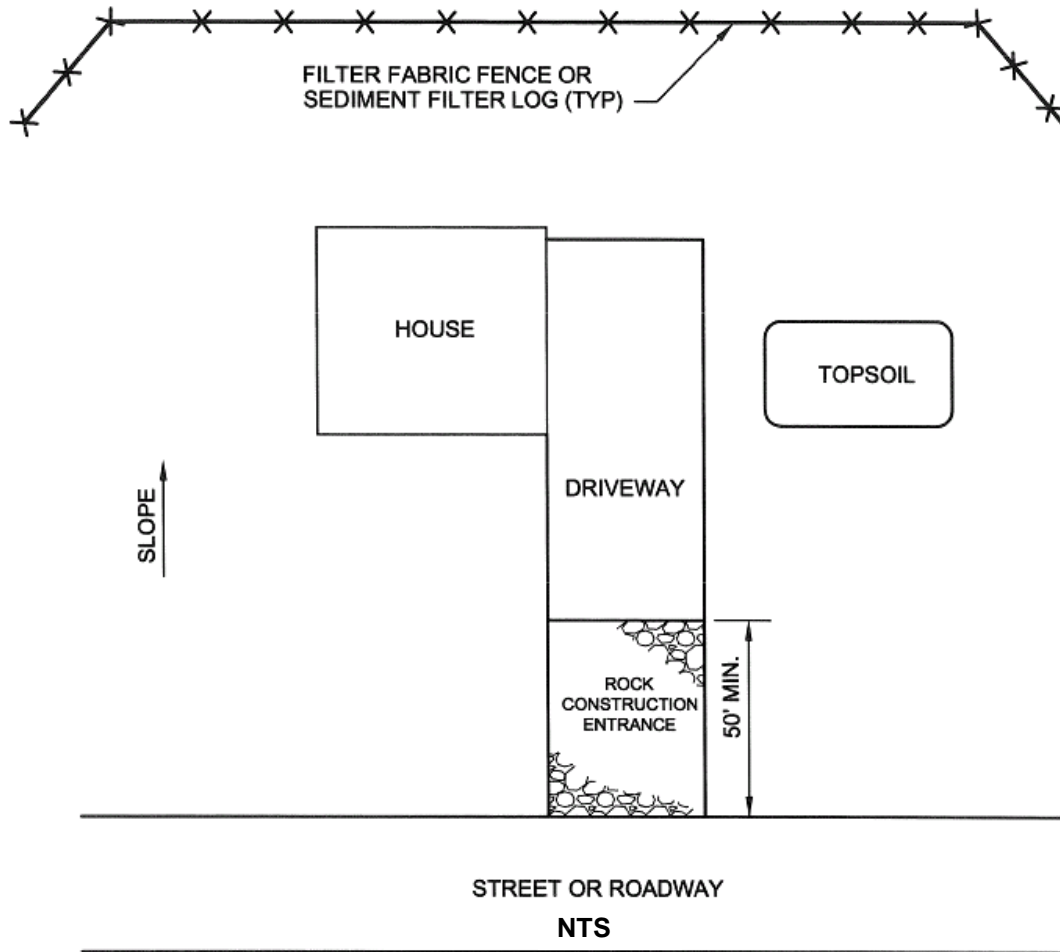 FILTER FABRIC FENCE OR
SEDIMENT FILTER LOG (TYP)
HOUSE
TOPSOIL
DRIVEWAY
SLOPE
ROCK
CONSTRUCTION
ENTRANCE
50' MIN.
STREET OR ROADWAY
NTS